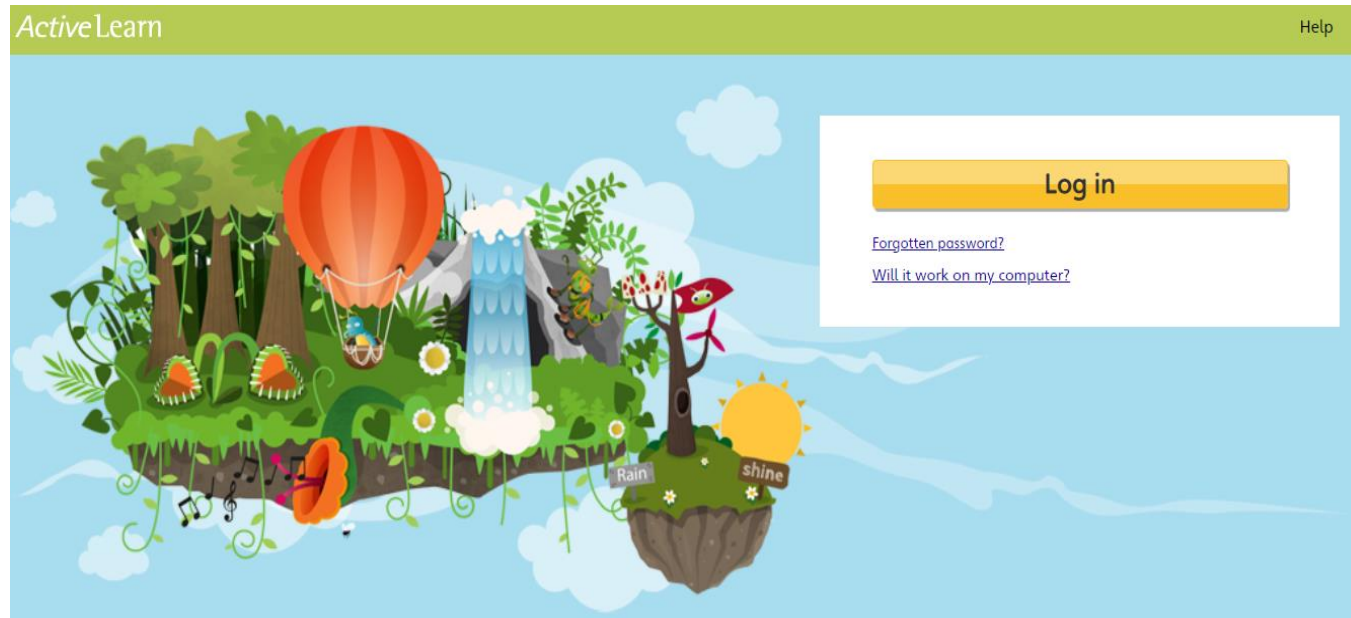 ActiveLearn
Help
Log in
Forgotten password?
Will it work on my computer?
Rain
shine